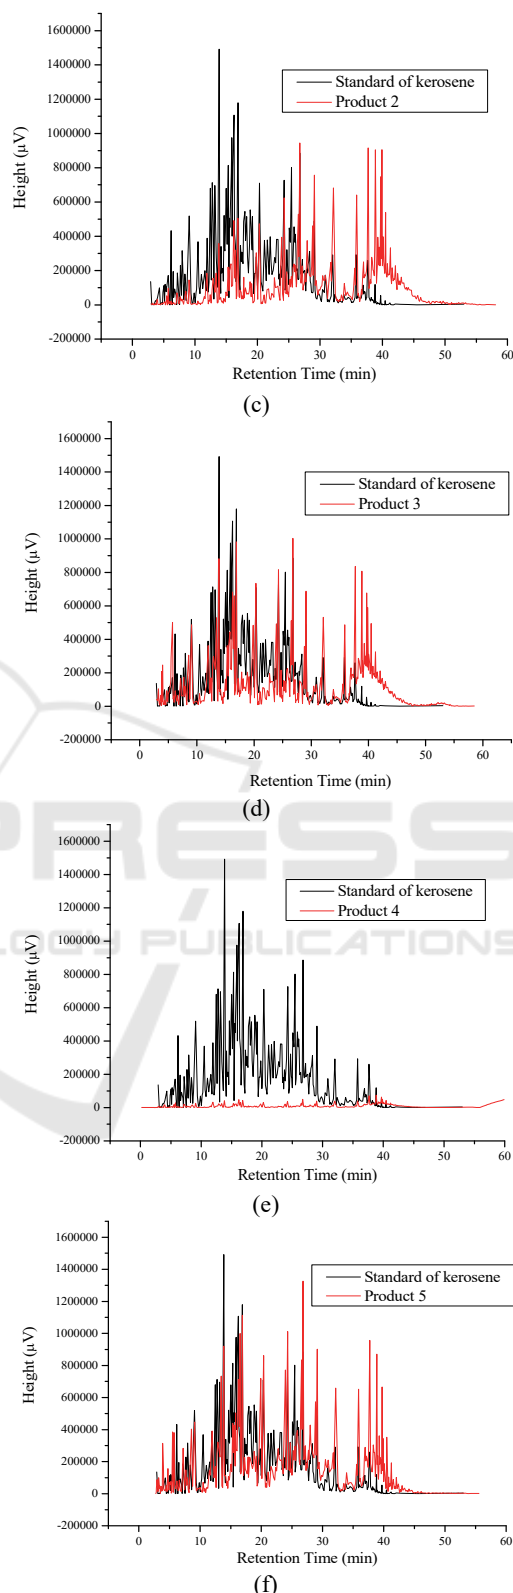 1600000
1400000
1200000
1000000
800000
600000
400000
200000
0
-200000
Height (µV)
Standard of kerosene
Product 2
0 10 20 30 40 50 60
Retention Time (min)
(c)
1600000
1400000
1200000
1000000
800000
600000
400000
200000
0
-200000
Height (µV)
Standard of kerosene
Product 3
0 10 20 30 40 50 60
Retention Time (min)
(d)
PRESS
LOGY PUBLICATIONS
1600000
1400000
1200000
1000000
800000
600000
400000
200000
0
-200000
Height (µV)
Standard of kerosene
Product 4
0 10 20 30 40 50 60
Retention Time (min)
(e)
1600000
1400000
1200000
1000000
800000
600000
400000
200000
0
-200000
Height (µV)
Standard of kerosene
Product 5
0 10 20 30 40 50 60
Retention Time (min)
(f)